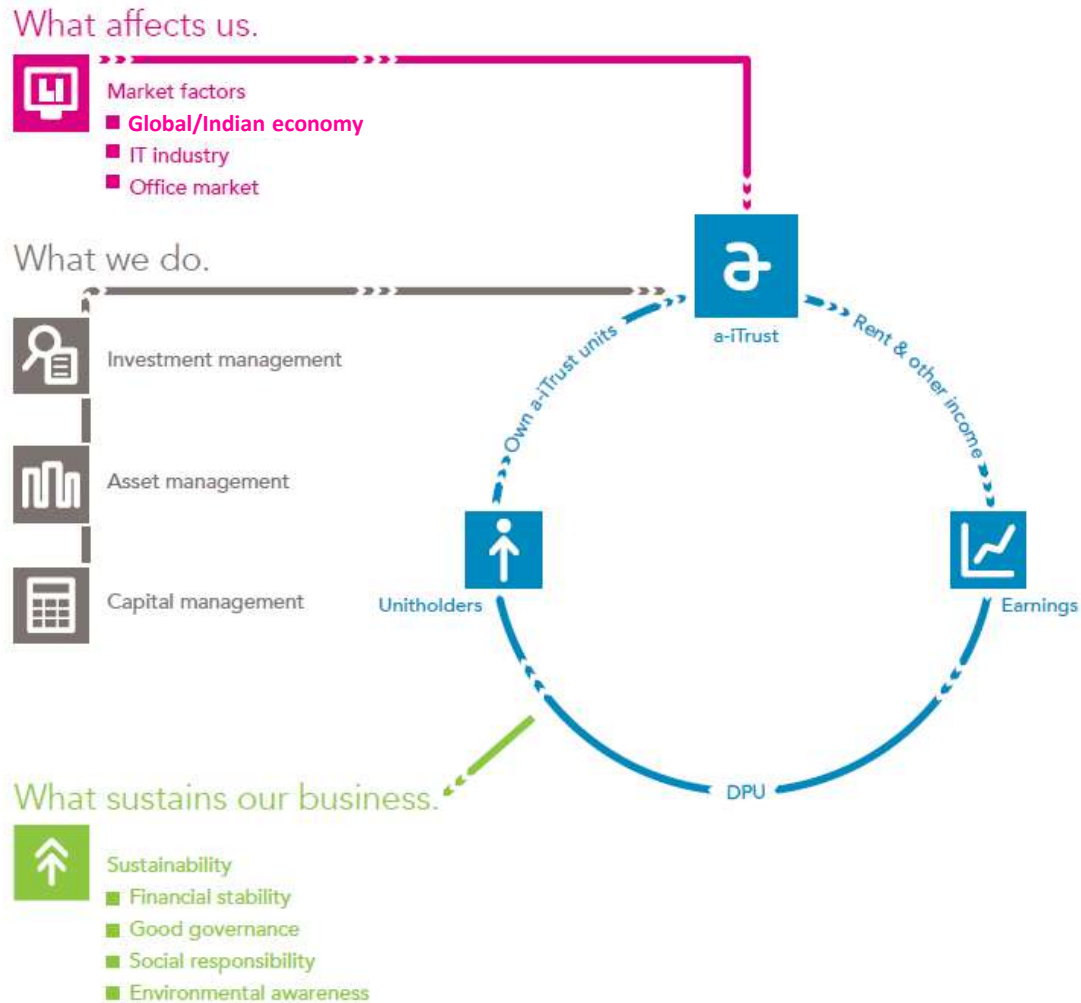 What affects us.
Market factors
Global/Indian economy
IT industry
Office market
What we do.
Investment management
Asset management
Capital management
a-iTrust
Own a-iTrust units
Rent & other income
Unitholders
Earnings
DPU
What sustains our business.
Sustainability
Financial stability
Good governance
Social responsibility
Environmental awareness